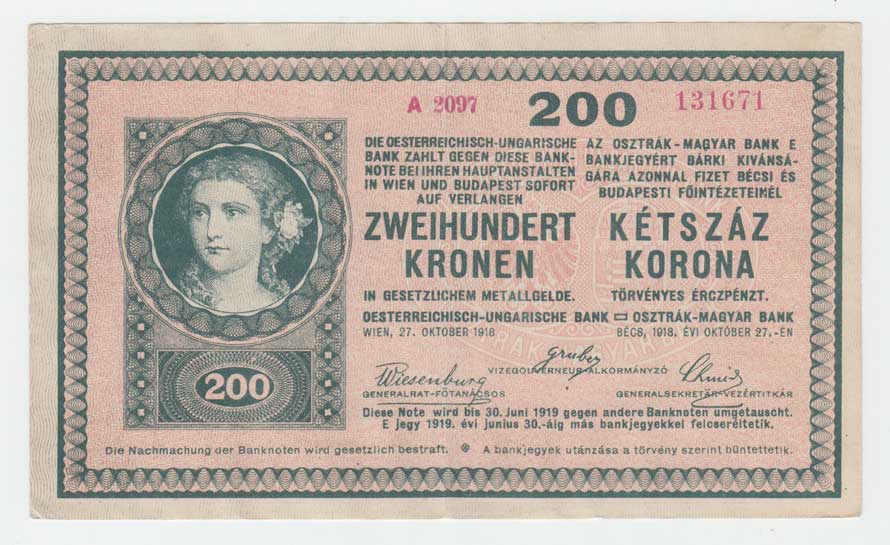 A 2097 200 131671
DIE OESTERREICHISCH-UNGARISCHE
BANK ZAHLT GEGEN DIESE BANK-
NOTE BEI IHREN HAUPTANSTALTEN
IN WIEN UND BUDAPEST SOFORT
AUF VERLANGEN
ZWEIHUNDERT
KRONEN
IN GESETZLICHEM METALLGELDE.
AZ OSZTRÁK-MAGYAR BANK E
BANKJEGYÉRT BÁRKI KIVÁNSÁ-
GÁRA AZONNAL FIZET BÉCSI ÉS
BUDAPESTI FŐINTÉZETEINÉL
KÉTSZÁZ
KORONA
TÖRVÉNYES ÉRCZPÉNZT.
OESTERREICHISCH-UNGARISCHE BANK OSZTRÁK-MAGYAR BANK
WIEN, 27. OKTOBER 1918 BÉCS, 1918. ÉVI OKTÓBER 27.-ÉN
Gruber
VIZEGOUVERNEUR-ALKORMÁNYZÓ
Wiesenburg
GENERALRAT-FŐTANÁCSOS
Schmid
GENERALSEKRETÄR-VEZÉRTITKÁR
200
Diese Note wird bis 30. Juni 1919 gegen andere Banknoten umgetauscht.
E jegy 1919. évi junius 30.-áig más bankjegyekkel felcseréltetik.
Die Nachmachung der Banknoten wird gesetzlich bestraft. A bankjegyek utánzása a törvény szerint büntettetik.